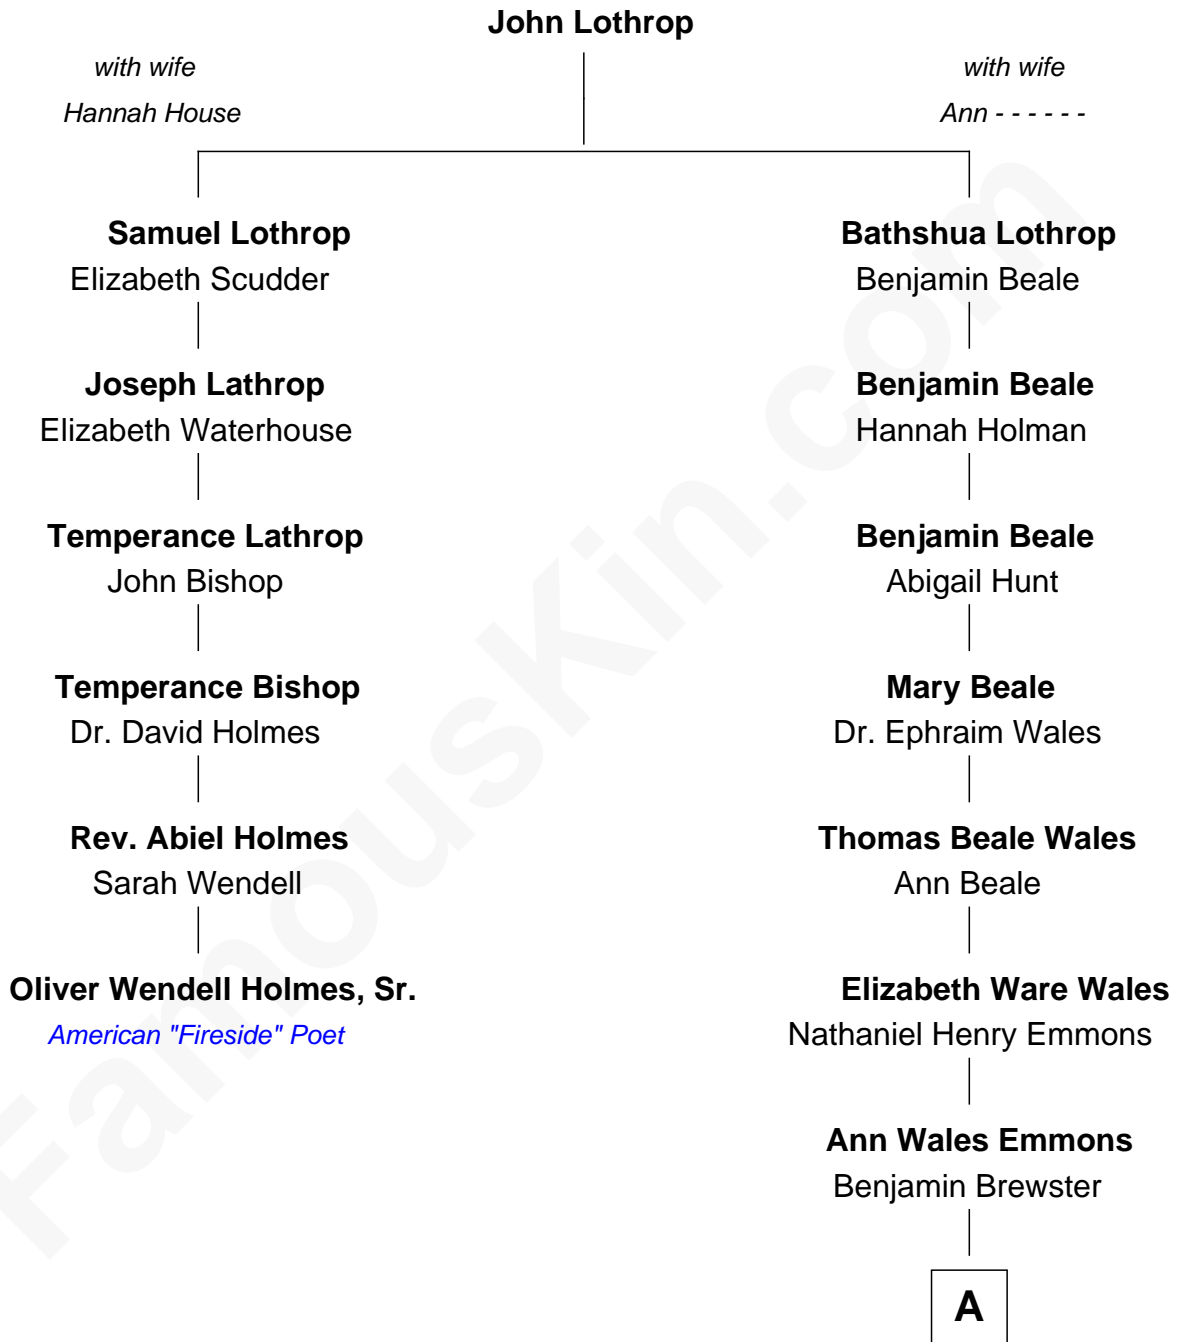 John Lothrop
with wife
Hannah House
with wife
Ann - - - - - -
Samuel Lothrop
Elizabeth Scudder
Joseph Lathrop
Elizabeth Waterhouse
Temperance Lathrop
John Bishop
Temperance Bishop
Dr. David Holmes
Rev. Abiel Holmes
Sarah Wendell
Oliver Wendell Holmes, Sr.
American "Fireside" Poet
Bathshua Lothrop
Benjamin Beale
Benjamin Beale
Hannah Holman
Benjamin Beale
Abigail Hunt
Mary Beale
Dr. Ephraim Wales
Thomas Beale Wales
Ann Beale
Elizabeth Ware Wales
Nathaniel Henry Emmons
Ann Wales Emmons
Benjamin Brewster
A
FamousKin.com